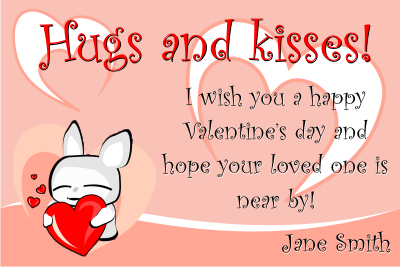 Hugs and kisses!
I wish you a happy
Valentine's day and
hope your loved one is
near by!
Jane Smith